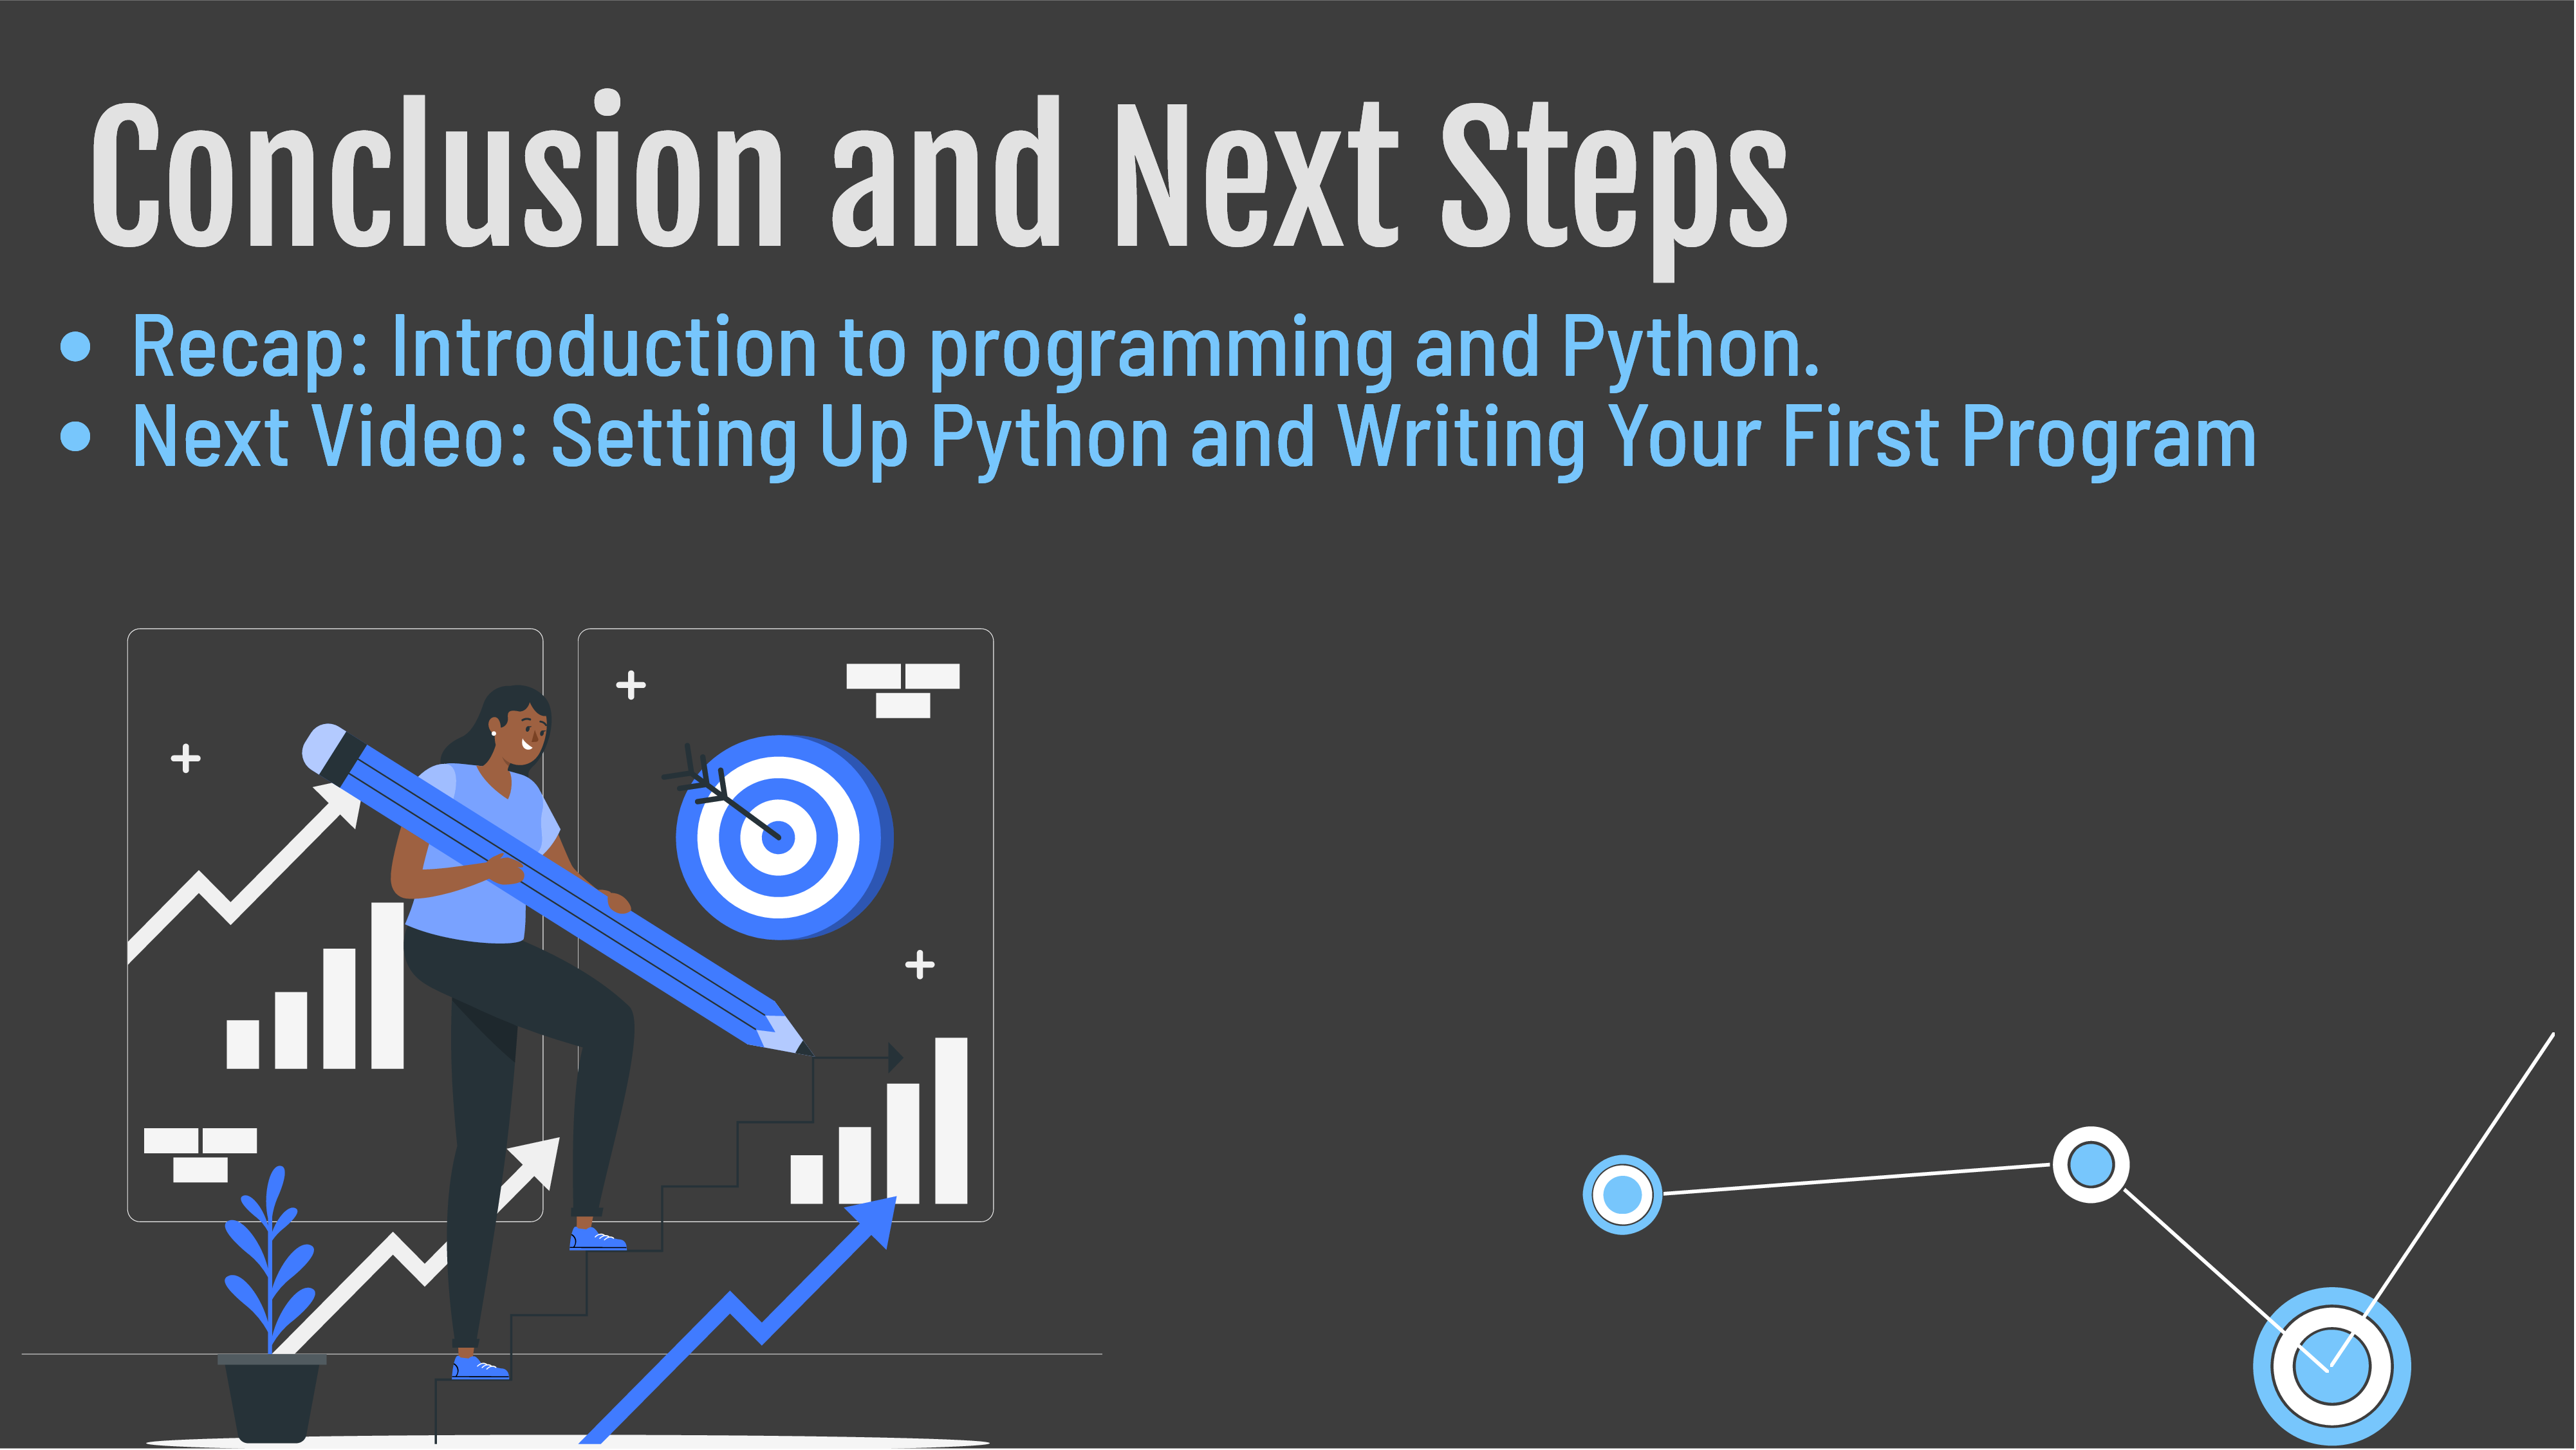 Conclusion and Next Steps
• Recap: Introduction to programming and Python.
• Next Video: Setting Up Python and Writing Your First Program